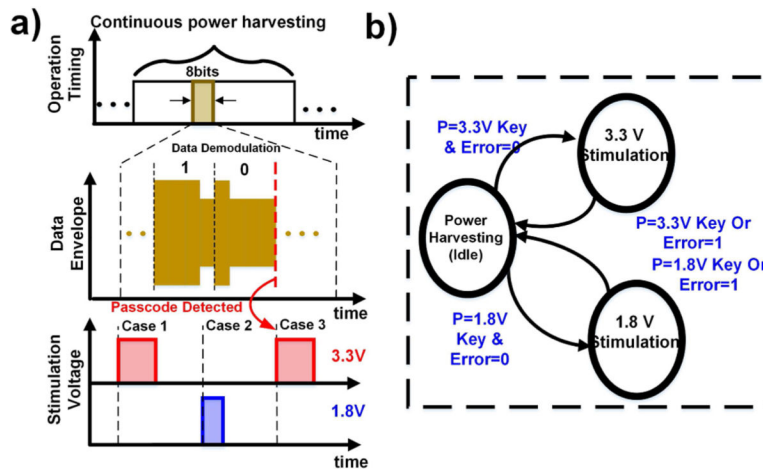 a)
Continuous power harvesting
Operation
Timing
8bits
time
Data Demodulation
1 0
Data
Envelope
Passcode Detected
time
Case 1 Case 2 Case 3
Stimulation
Voltage
3.3V
1.8V
time
b)
P=3.3V Key
& Error=0
3.3 V
Stimulation
Power
Harvesting
(Idle)
P=3.3V Key Or
Error=1
P=1.8V Key Or
Error=1
P=1.8V
Key &
Error=0
1.8 V
Stimulation